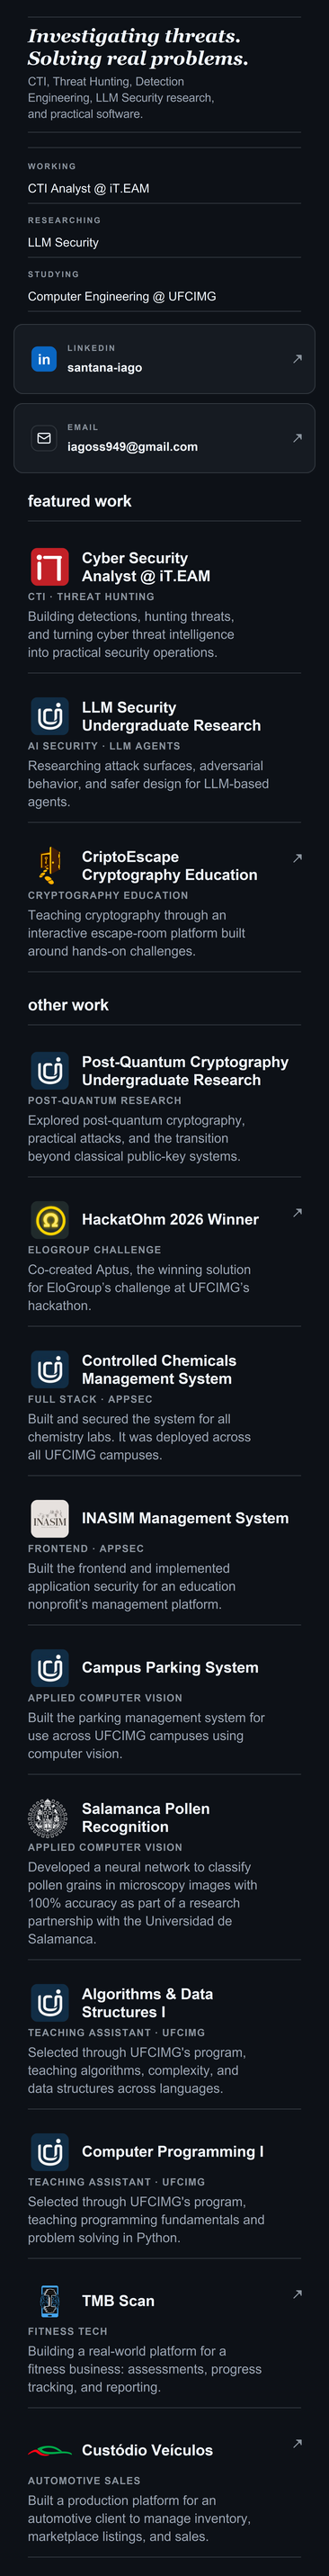 Investigating threats.
Solving real problems.
CTI, Threat Hunting, Detection
Engineering, LLM Security research,
and practical software.
WORKING
CTI Analyst @ iT.EAM
RESEARCHING
LLM Security
STUDYING
Computer Engineering @ UFCIMG
in
LINKEDIN
santana-iago
↗
EMAIL
iagoss949@gmail.com
↗
featured work
iT
Cyber Security
Analyst @ iT.EAM
CTI · THREAT HUNTING
Building detections, hunting threats,
and turning cyber threat intelligence
into practical security operations.
LLM Security
Undergraduate Research
AI SECURITY · LLM AGENTS
Researching attack surfaces, adversarial
behavior, and safer design for LLM-based
agents.
CriptoEscape
Cryptography Education
↗
CRYPTOGRAPHY EDUCATION
Teaching cryptography through an
interactive escape-room platform built
around hands-on challenges.
other work
Post-Quantum Cryptography
Undergraduate Research
POST-QUANTUM RESEARCH
Explored post-quantum cryptography,
practical attacks, and the transition
beyond classical public-key systems.
Ω
HackatOhm 2026 Winner
↗
ELOGROUP CHALLENGE
Co-created Aptus, the winning solution
for EloGroup’s challenge at UFCIMG’s
hackathon.
Controlled Chemicals
Management System
FULL STACK · APPSEC
Built and secured the system for all
chemistry labs. It was deployed across
all UFCIMG campuses.
INASIM
INASIM Management System
FRONTEND · APPSEC
Built the frontend and implemented
application security for an education
nonprofit’s management platform.
Campus Parking System
APPLIED COMPUTER VISION
Built the parking management system for
use across UFCIMG campuses using
computer vision.
Salamanca Pollen
Recognition
APPLIED COMPUTER VISION
Developed a neural network to classify
pollen grains in microscopy images with
100% accuracy as part of a research
partnership with the Universidad de
Salamanca.
Algorithms & Data
Structures I
TEACHING ASSISTANT · UFCIMG
Selected through UFCIMG’s program,
teaching algorithms, complexity, and
data structures across languages.
Computer Programming I
TEACHING ASSISTANT · UFCIMG
Selected through UFCIMG’s program,
teaching programming fundamentals and
problem solving in Python.
TMB Scan
↗
FITNESS TECH
Building a real-world platform for a
fitness business: assessments, progress
tracking, and reporting.
Custódio Veículos
↗
AUTOMOTIVE SALES
Built a production platform for an
automotive client to manage inventory,
marketplace listings, and sales.